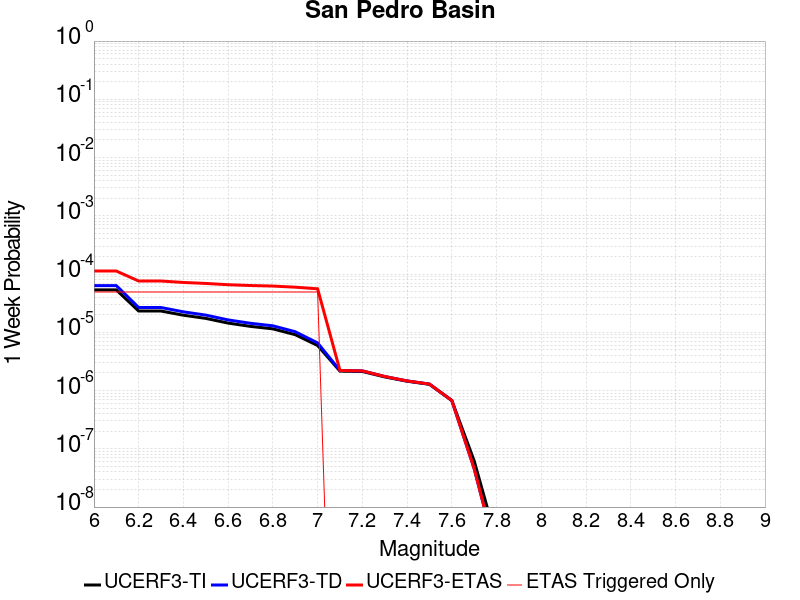 San Pedro Basin
1 Week Probability
10^0
10^-1
10^-2
10^-3
10^-4
10^-5
10^-6
10^-7
10^-8
6 6.2 6.4 6.6 6.8 7 7.2 7.4 7.6 7.8 8 8.2 8.4 8.6 8.8 9
Magnitude
UCERF3-TI UCERF3-TD UCERF3-ETAS ETAS Triggered Only